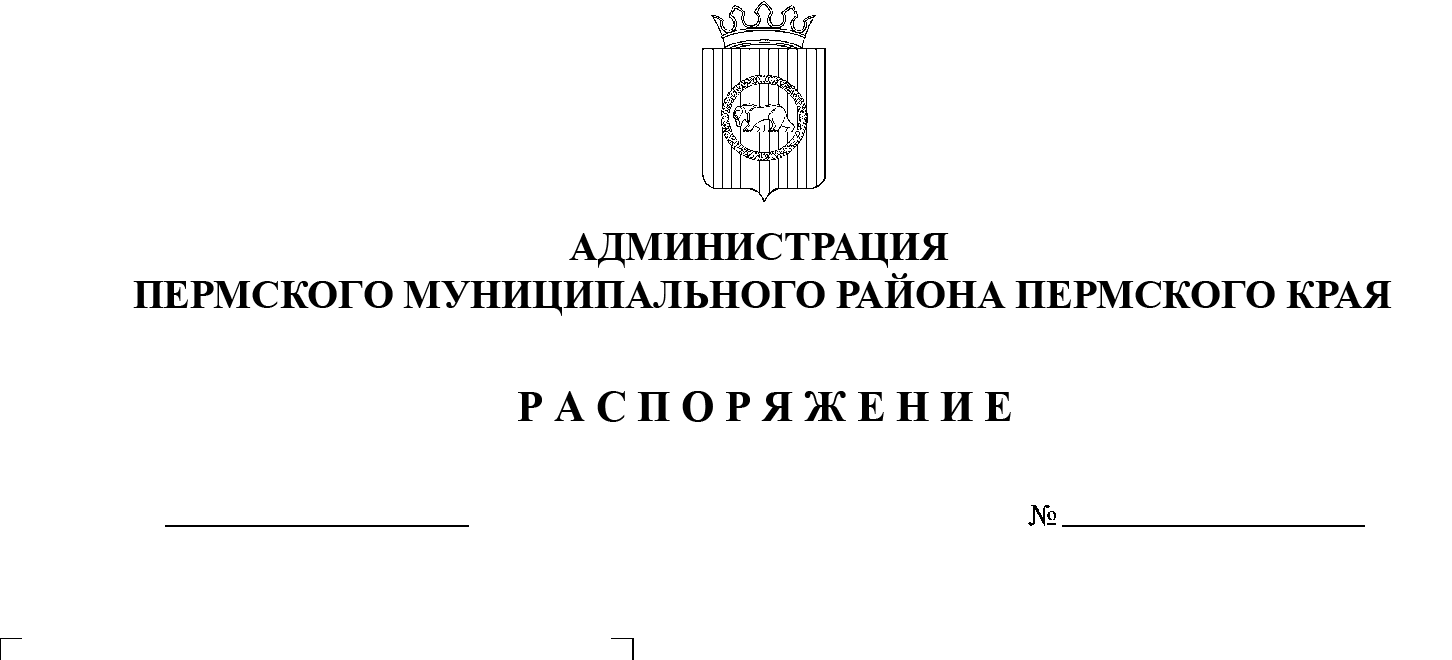 АДМИНИСТРАЦИЯ
ПЕРМСКОГО МУНИЦИПАЛЬНОГО РАЙОНА ПЕРМСКОГО КРАЯ
Р А С П О Р Я Ж Е Н И Е
№